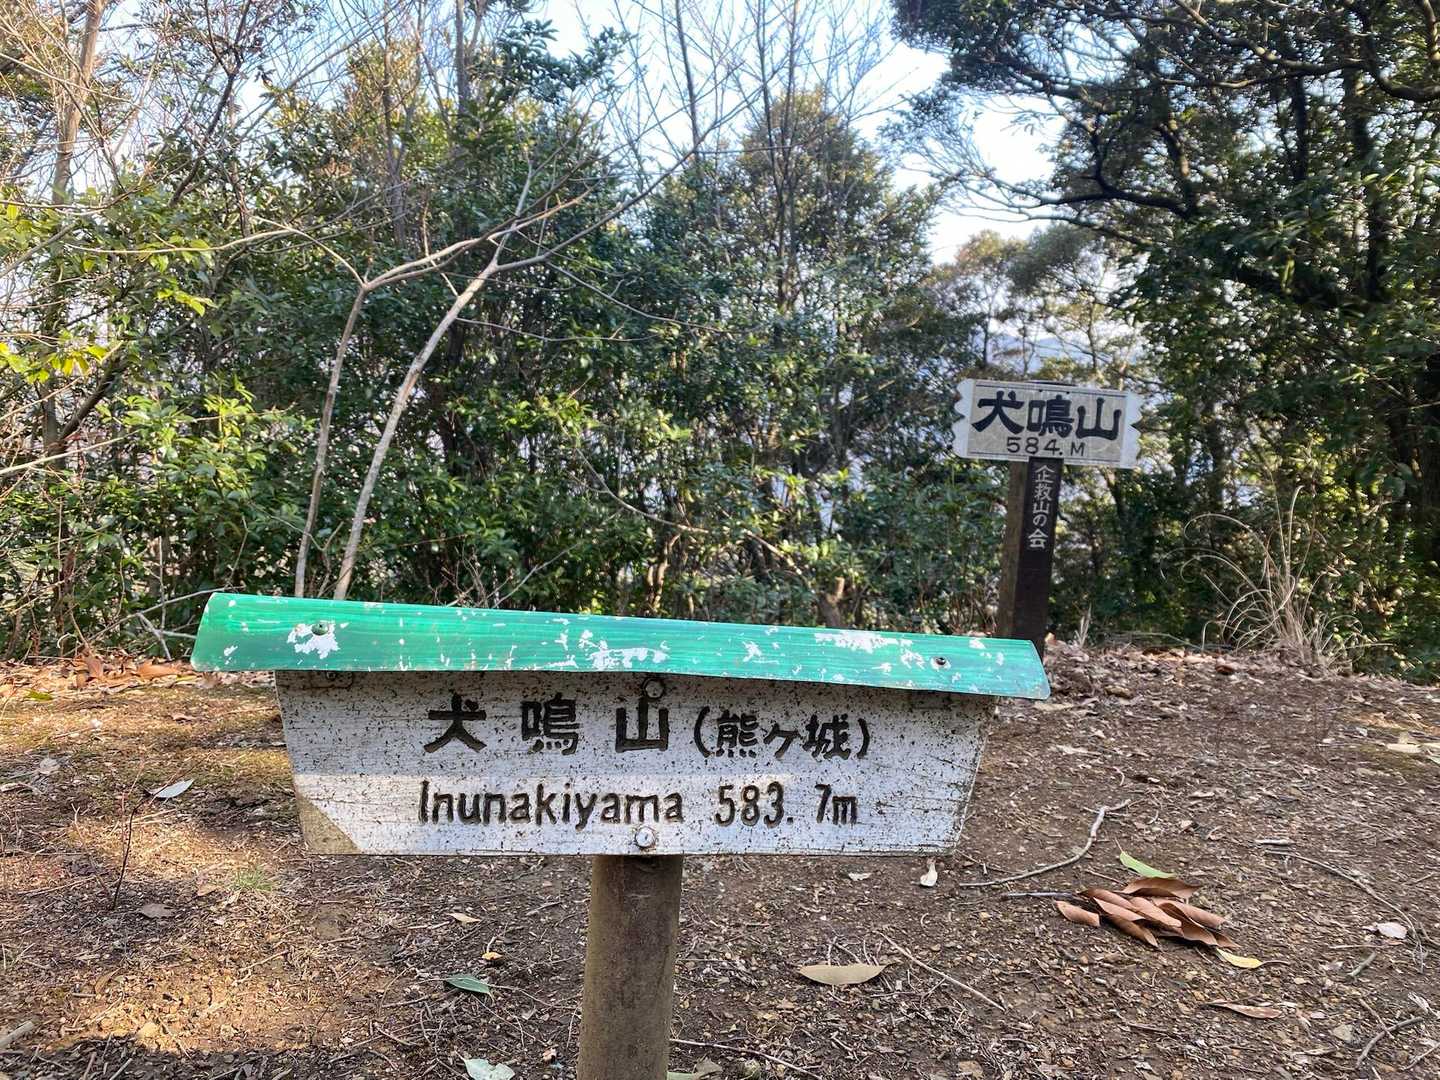 犬鳴山
584.M
企救山の会
犬鳴山(熊ヶ城)
Inunakiyama 583.7m